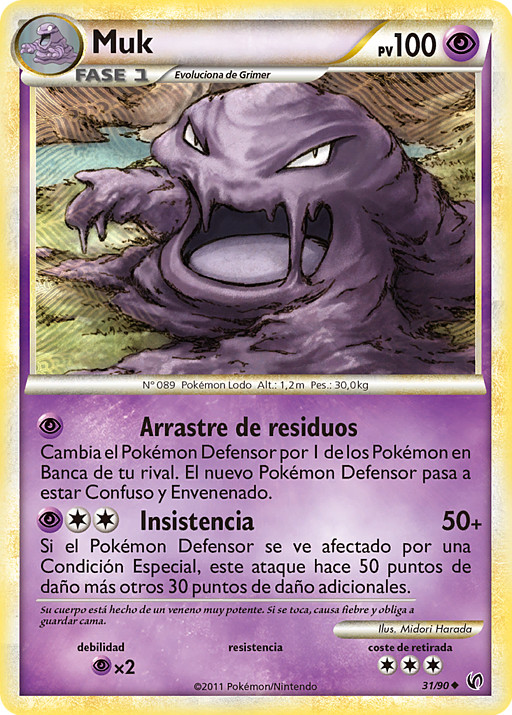 Muk
PV100
FASE 1
Evoluciona de Grimer
Nº 089 Pokémon Lodo Alt.: 1,2m Pes.: 30,0kg
Arrastre de residuos
Cambia el Pokémon Defensor por 1 de los Pokémon en
Banca de tu rival. El nuevo Pokémon Defensor pasa a
estar Confuso y Envenenado.
Insistencia 50+
Si el Pokémon Defensor se ve afectado por una
Condición Especial, este ataque hace 50 puntos de
daño más otros 30 puntos de daño adicionales.
Su cuerpo está hecho de un veneno muy potente. Si se toca, causa fiebre y obliga a
guardar cama.
Ilus. Midori Harada
debilidad resistencia coste de retirada
×2
31/90
©2011 Pokémon/Nintendo